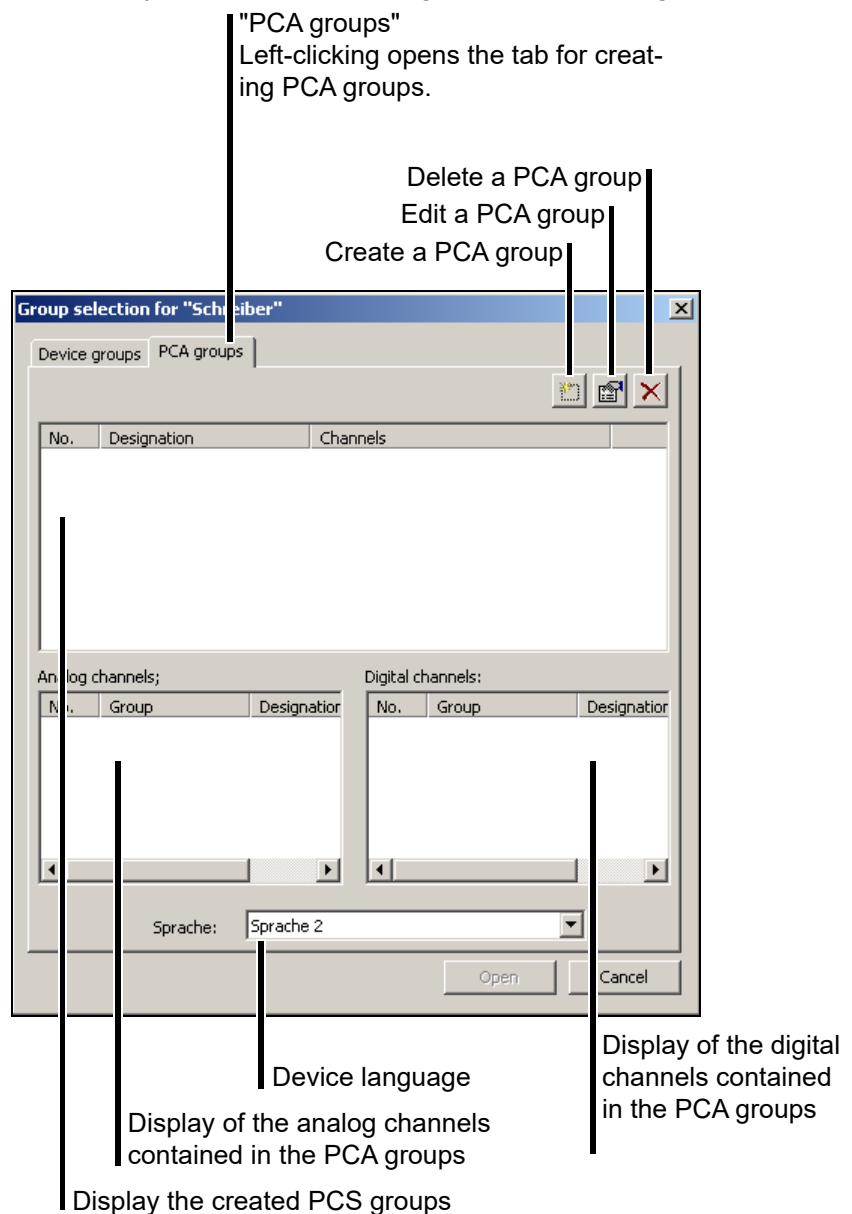 "PCA groups"
Left-clicking opens the tab for creat-
ing PCA groups.
Delete a PCA group
Edit a PCA group
Create a PCA group
Group selection for "Schreiber"
Device groups PCA groups
No. Designation Channels
Analog channels; Digital channels:
No. Group Designation No. Group Designation
Sprache: Sprache 2
Open Cancel
Display of the digital
channels contained
in the PCA groups
Device language
Display of the analog channels
contained in the PCA groups
Display the created PCS groups